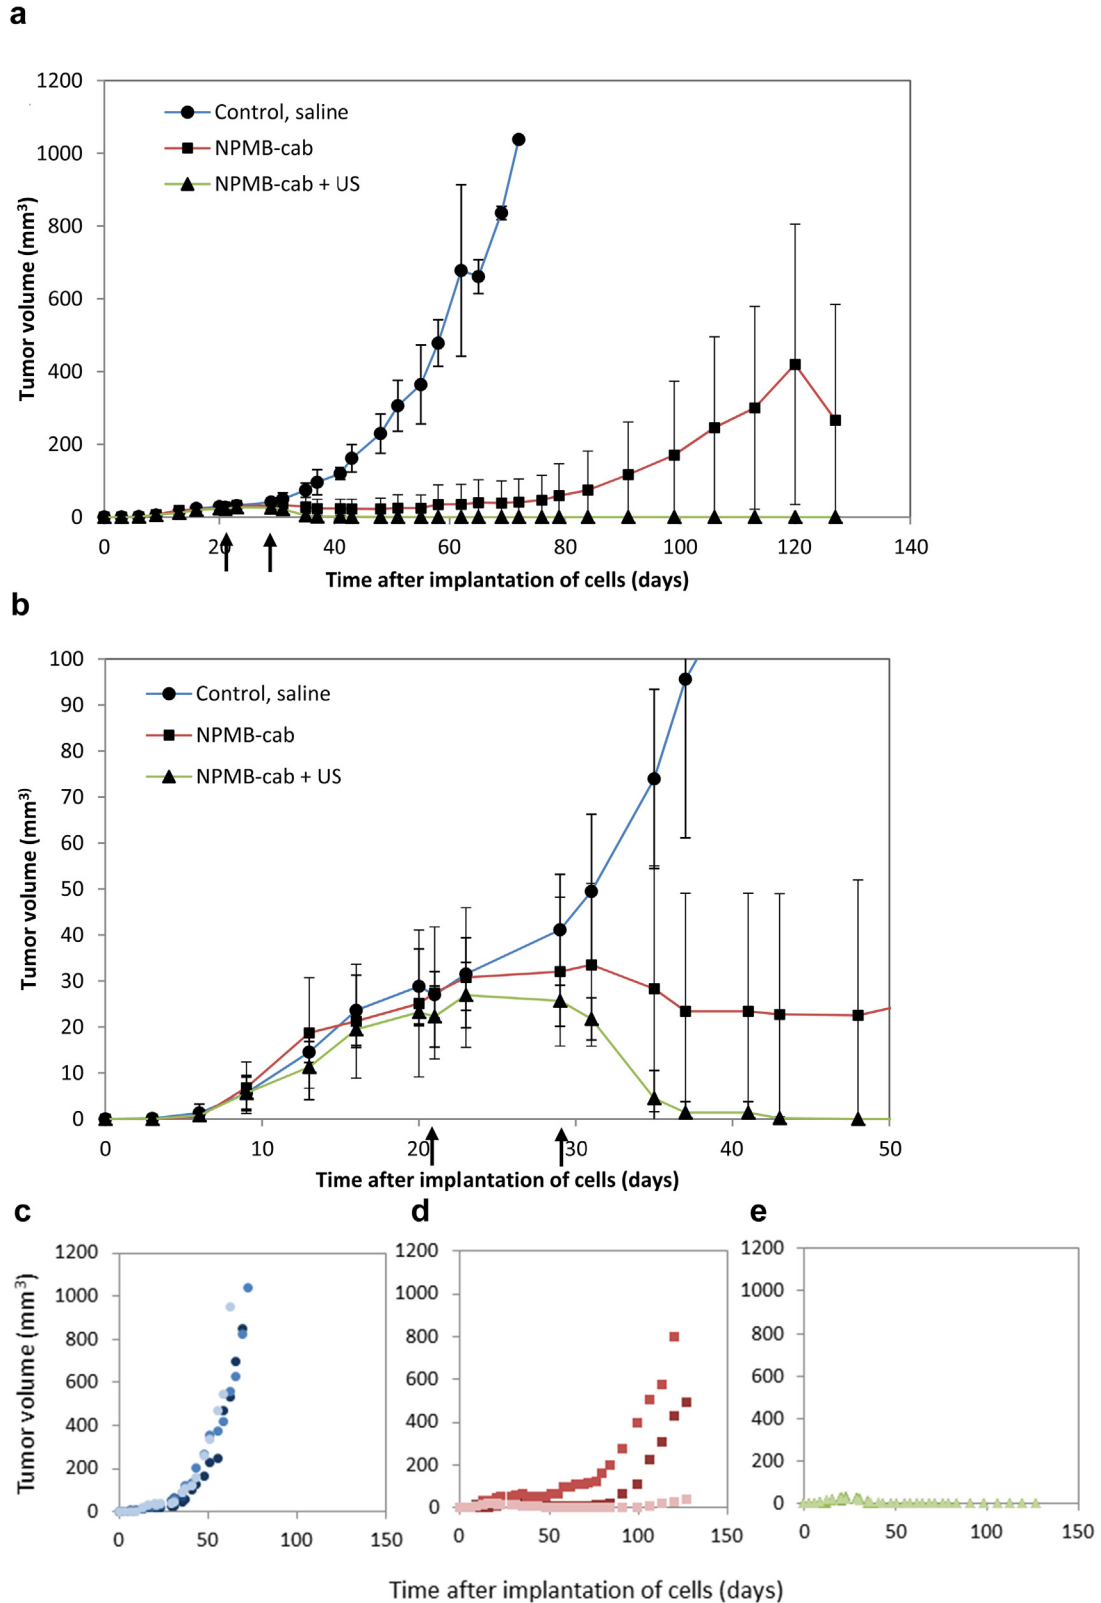 a
1200
1000
800
600
400
200
0
Tumor volume (mm³)
Control, saline
NPMB-cab
NPMB-cab + US
0 20 40 60 80 100 120 140
Time after implantation of cells (days)
b
100
90
80
70
60
50
40
30
20
10
0
Tumor volume (mm³)
Control, saline
NPMB-cab
NPMB-cab + US
0 10 20 30 40 50
Time after implantation of cells (days)
c
1200
1000
800
600
400
200
0
Tumor volume (mm³)
0 50 100 150
d
1200
1000
800
600
400
200
0
0 50 100 150
e
1200
1000
800
600
400
200
0
0 50 100 150
Time after implantation of cells (days)